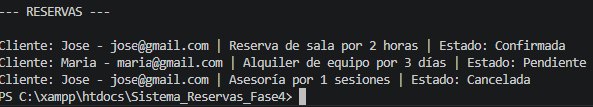 --- RESERVAS ---
Cliente: Jose - jose@gmail.com | Reserva de sala por 2 horas | Estado: Confirmada
Cliente: Maria - maria@gmail.com | Alquiler de equipo por 3 días | Estado: Pendiente
Cliente: Jose - jose@gmail.com | Asesoría por 1 sesiones | Estado: Cancelada
PS C:\xampp\htdocs\Sistema_Reservas_Fase4>